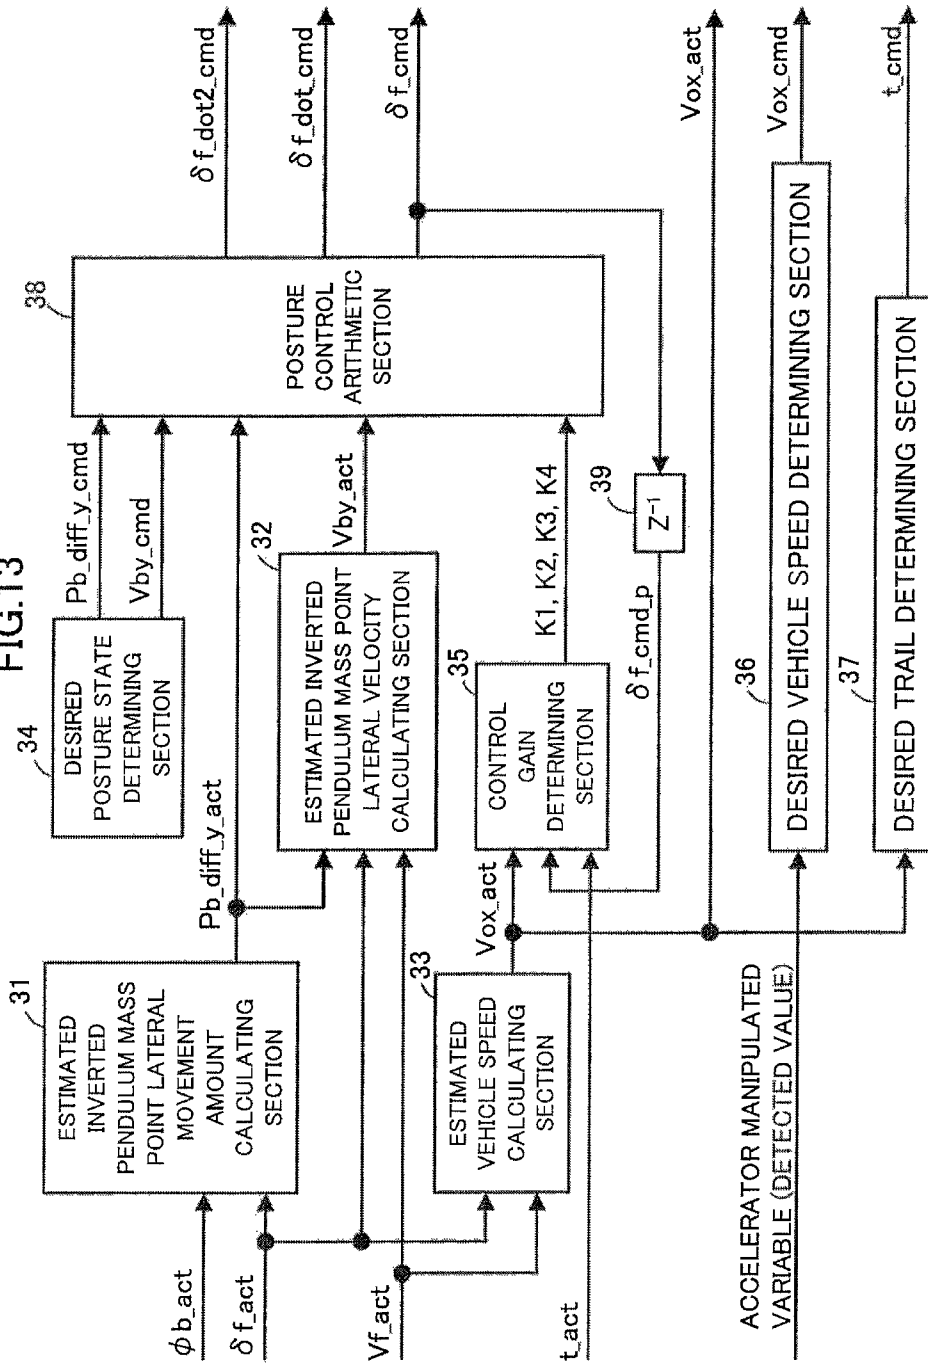 FIG.13
31
ESTIMATED
INVERTED
PENDULUM MASS
POINT LATERAL
MOVEMENT
AMOUNT
CALCULATING
SECTION
ϕb_act
δf_act
Vf_act
t_act
Pb_diff_y_act
34
DESIRED
POSTURE STATE
DETERMINING
SECTION
Pb_diff_y_cmd
Vby_cmd
32
ESTIMATED INVERTED
PENDULUM MASS POINT
LATERAL VELOCITY
CALCULATING SECTION
Vby_act
33
ESTIMATED
VEHICLE SPEED
CALCULATING
SECTION
Vox_act
35
CONTROL
GAIN
DETERMINING
SECTION
K1, K2, K3, K4
38
POSTURE
CONTROL
ARITHMETIC
SECTION
δf_dot2_cmd
δf_dot_cmd
δf_cmd
39
Z⁻¹
δf_cmd_p
Vox_act
ACCELERATOR MANIPULATED
VARIABLE (DETECTED VALUE)
36
DESIRED VEHICLE SPEED DETERMINING SECTION
Vox_cmd
37
DESIRED TRAIL DETERMINING SECTION
t_cmd